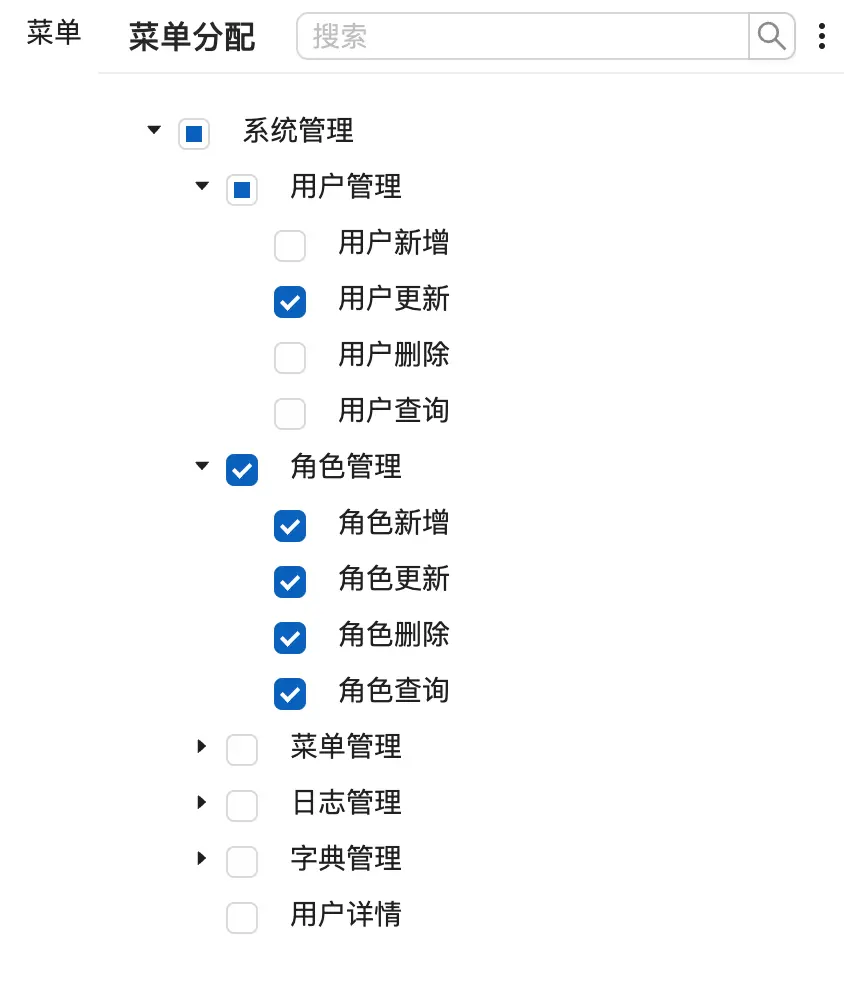 菜单 菜单分配 搜索
系统管理
用户管理
用户新增
用户更新
用户删除
用户查询
角色管理
角色新增
角色更新
角色删除
角色查询
菜单管理
日志管理
字典管理
用户详情